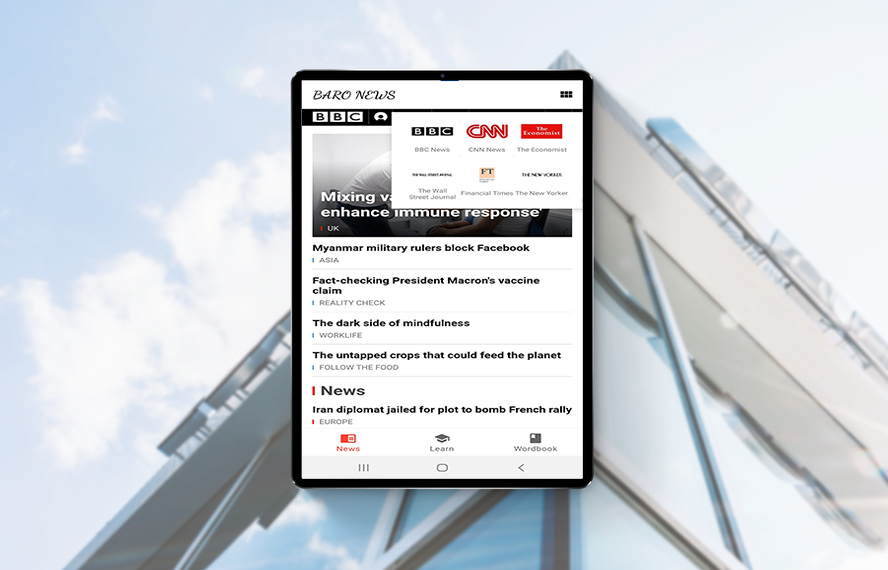 BARO NEWS
BBC
BBC
CNN
The
Economist
BBC News
CNN News
The Economist
THE WALL STREET JOURNAL
FT
THE NEW YORKER
The Wall
Street Journal
Financial Times
The New Yorker
Mixing va
enhance immune response'
UK
Myanmar military rulers block Facebook
ASIA
Fact-checking President Macron's vaccine
claim
REALITY CHECK
The dark side of mindfulness
WORKLIFE
The untapped crops that could feed the planet
FOLLOW THE FOOD
News
Iran diplomat jailed for plot to bomb French rally
EUROPE
News
Learn
Wordbook